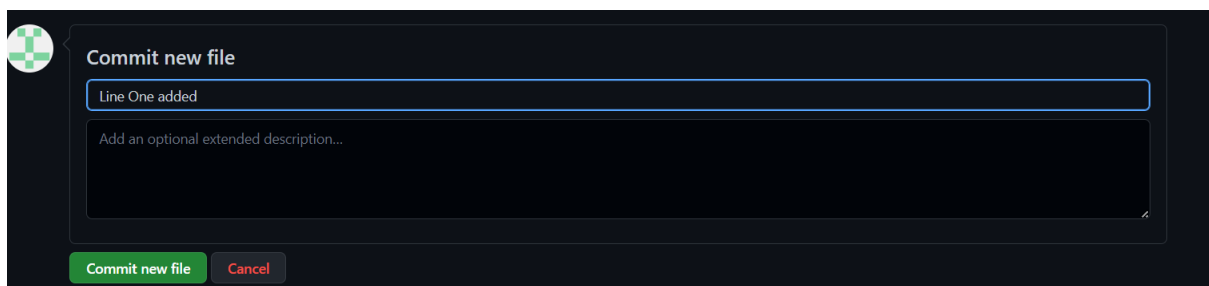 Commit new file
Line One added
Add an optional extended description...
Commit new file
Cancel